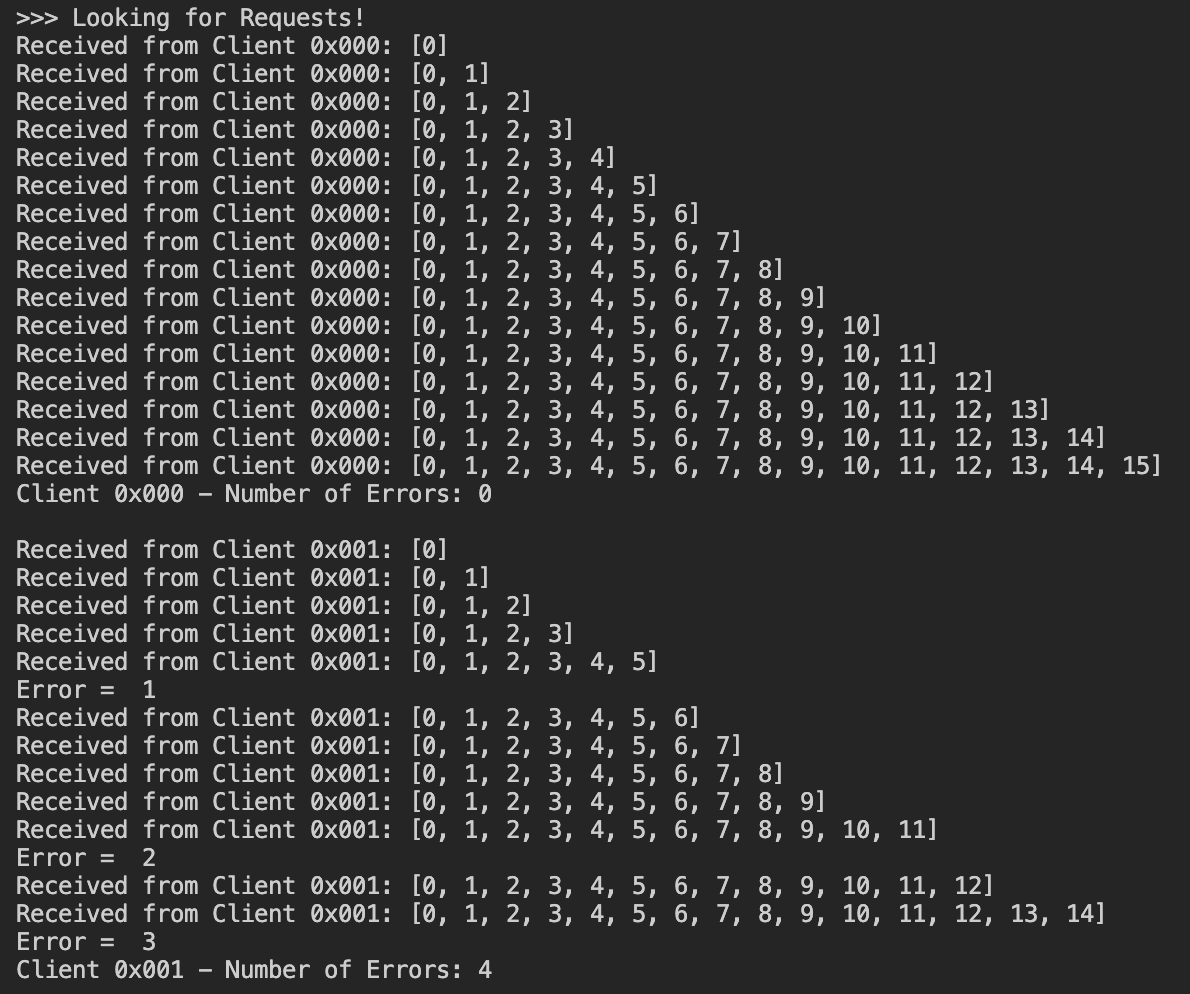 >>> Looking for Requests!
Received from Client 0x000: [0]
Received from Client 0x000: [0, 1]
Received from Client 0x000: [0, 1, 2]
Received from Client 0x000: [0, 1, 2, 3]
Received from Client 0x000: [0, 1, 2, 3, 4]
Received from Client 0x000: [0, 1, 2, 3, 4, 5]
Received from Client 0x000: [0, 1, 2, 3, 4, 5, 6]
Received from Client 0x000: [0, 1, 2, 3, 4, 5, 6, 7]
Received from Client 0x000: [0, 1, 2, 3, 4, 5, 6, 7, 8]
Received from Client 0x000: [0, 1, 2, 3, 4, 5, 6, 7, 8, 9]
Received from Client 0x000: [0, 1, 2, 3, 4, 5, 6, 7, 8, 9, 10]
Received from Client 0x000: [0, 1, 2, 3, 4, 5, 6, 7, 8, 9, 10, 11]
Received from Client 0x000: [0, 1, 2, 3, 4, 5, 6, 7, 8, 9, 10, 11, 12]
Received from Client 0x000: [0, 1, 2, 3, 4, 5, 6, 7, 8, 9, 10, 11, 12, 13]
Received from Client 0x000: [0, 1, 2, 3, 4, 5, 6, 7, 8, 9, 10, 11, 12, 13, 14]
Received from Client 0x000: [0, 1, 2, 3, 4, 5, 6, 7, 8, 9, 10, 11, 12, 13, 14, 15]
Client 0x000 – Number of Errors: 0

Received from Client 0x001: [0]
Received from Client 0x001: [0, 1]
Received from Client 0x001: [0, 1, 2]
Received from Client 0x001: [0, 1, 2, 3]
Received from Client 0x001: [0, 1, 2, 3, 4, 5]
Error =  1
Received from Client 0x001: [0, 1, 2, 3, 4, 5, 6]
Received from Client 0x001: [0, 1, 2, 3, 4, 5, 6, 7]
Received from Client 0x001: [0, 1, 2, 3, 4, 5, 6, 7, 8]
Received from Client 0x001: [0, 1, 2, 3, 4, 5, 6, 7, 8, 9]
Received from Client 0x001: [0, 1, 2, 3, 4, 5, 6, 7, 8, 9, 10, 11]
Error =  2
Received from Client 0x001: [0, 1, 2, 3, 4, 5, 6, 7, 8, 9, 10, 11, 12]
Received from Client 0x001: [0, 1, 2, 3, 4, 5, 6, 7, 8, 9, 10, 11, 12, 13, 14]
Error =  3
Client 0x001 – Number of Errors: 4